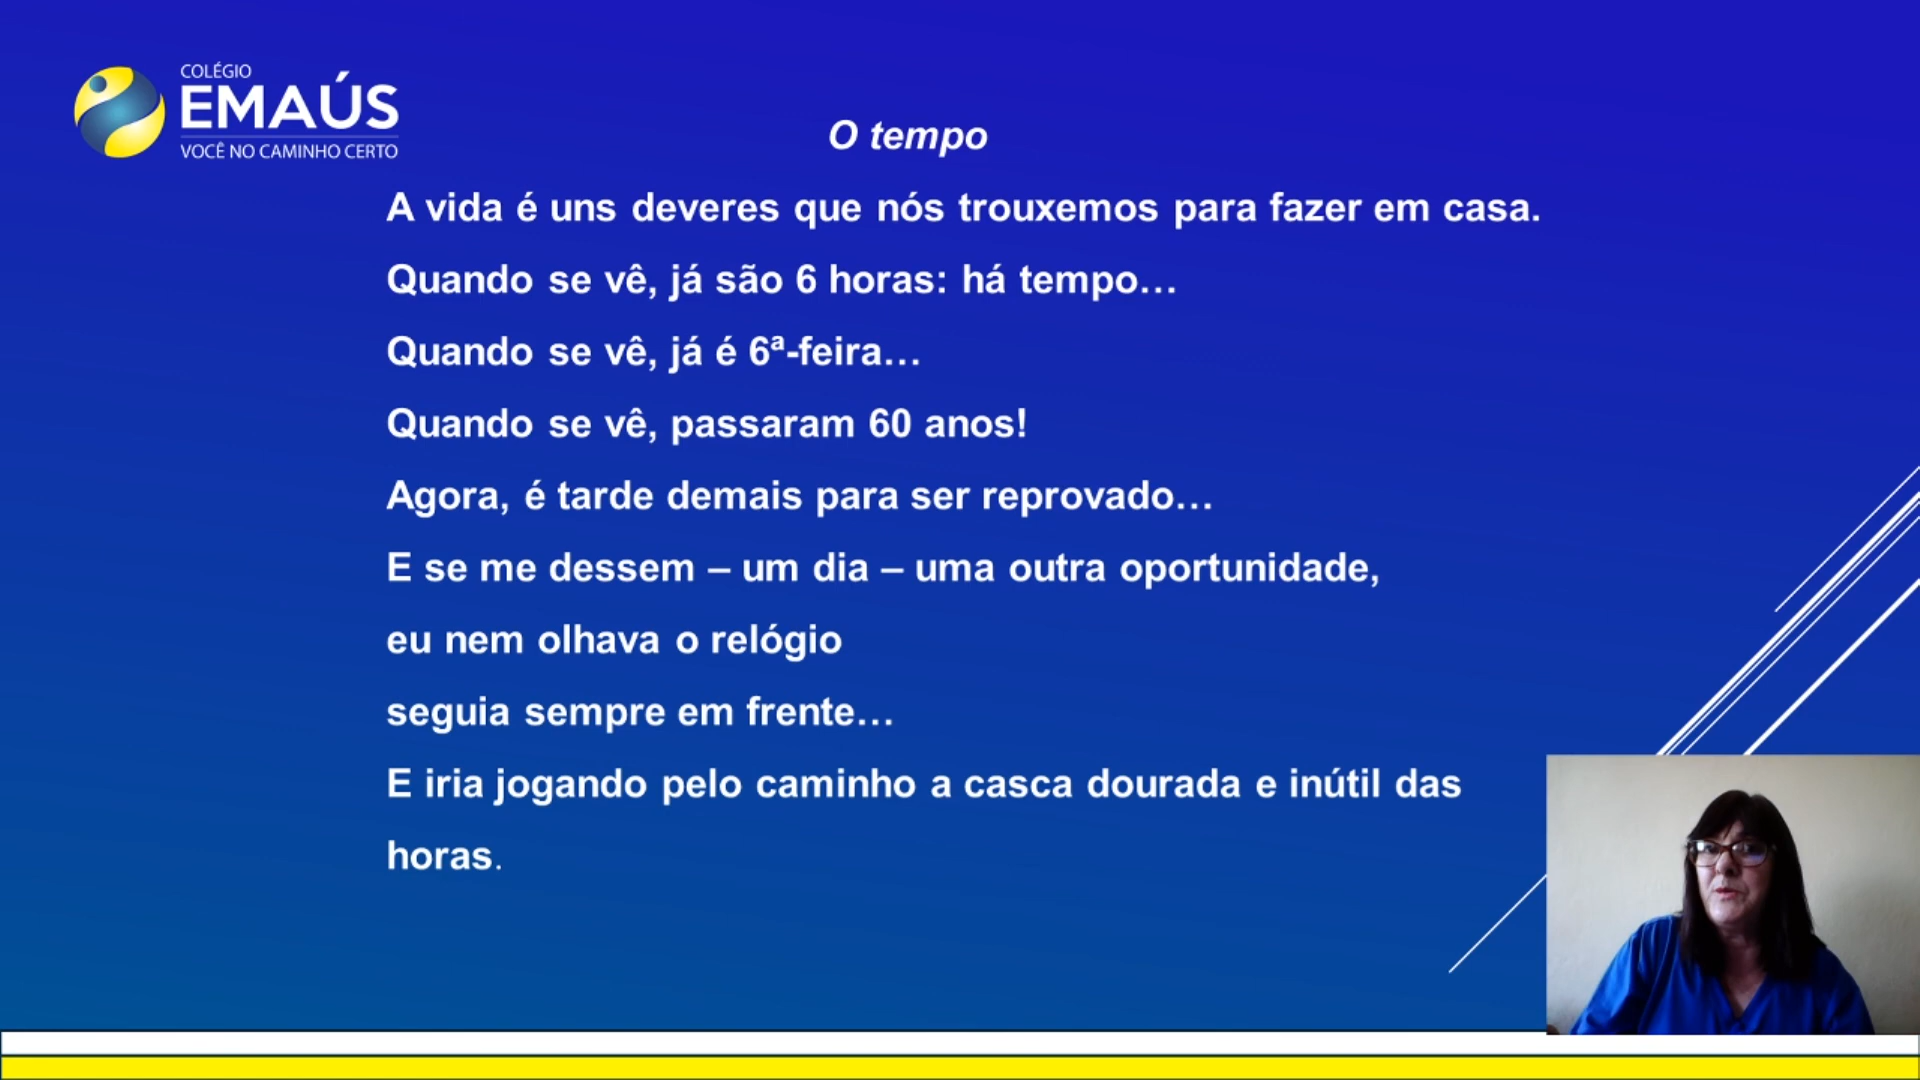 COLÉGIO
EMAÚS
VOCÊ NO CAMINHO CERTO
O tempo
A vida é uns deveres que nós trouxemos para fazer em casa.
Quando se vê, já são 6 horas: há tempo…
Quando se vê, já é 6ª-feira…
Quando se vê, passaram 60 anos!
Agora, é tarde demais para ser reprovado…
E se me dessem – um dia – uma outra oportunidade,
eu nem olhava o relógio
seguia sempre em frente…
E iria jogando pelo caminho a casca dourada e inútil das
horas.